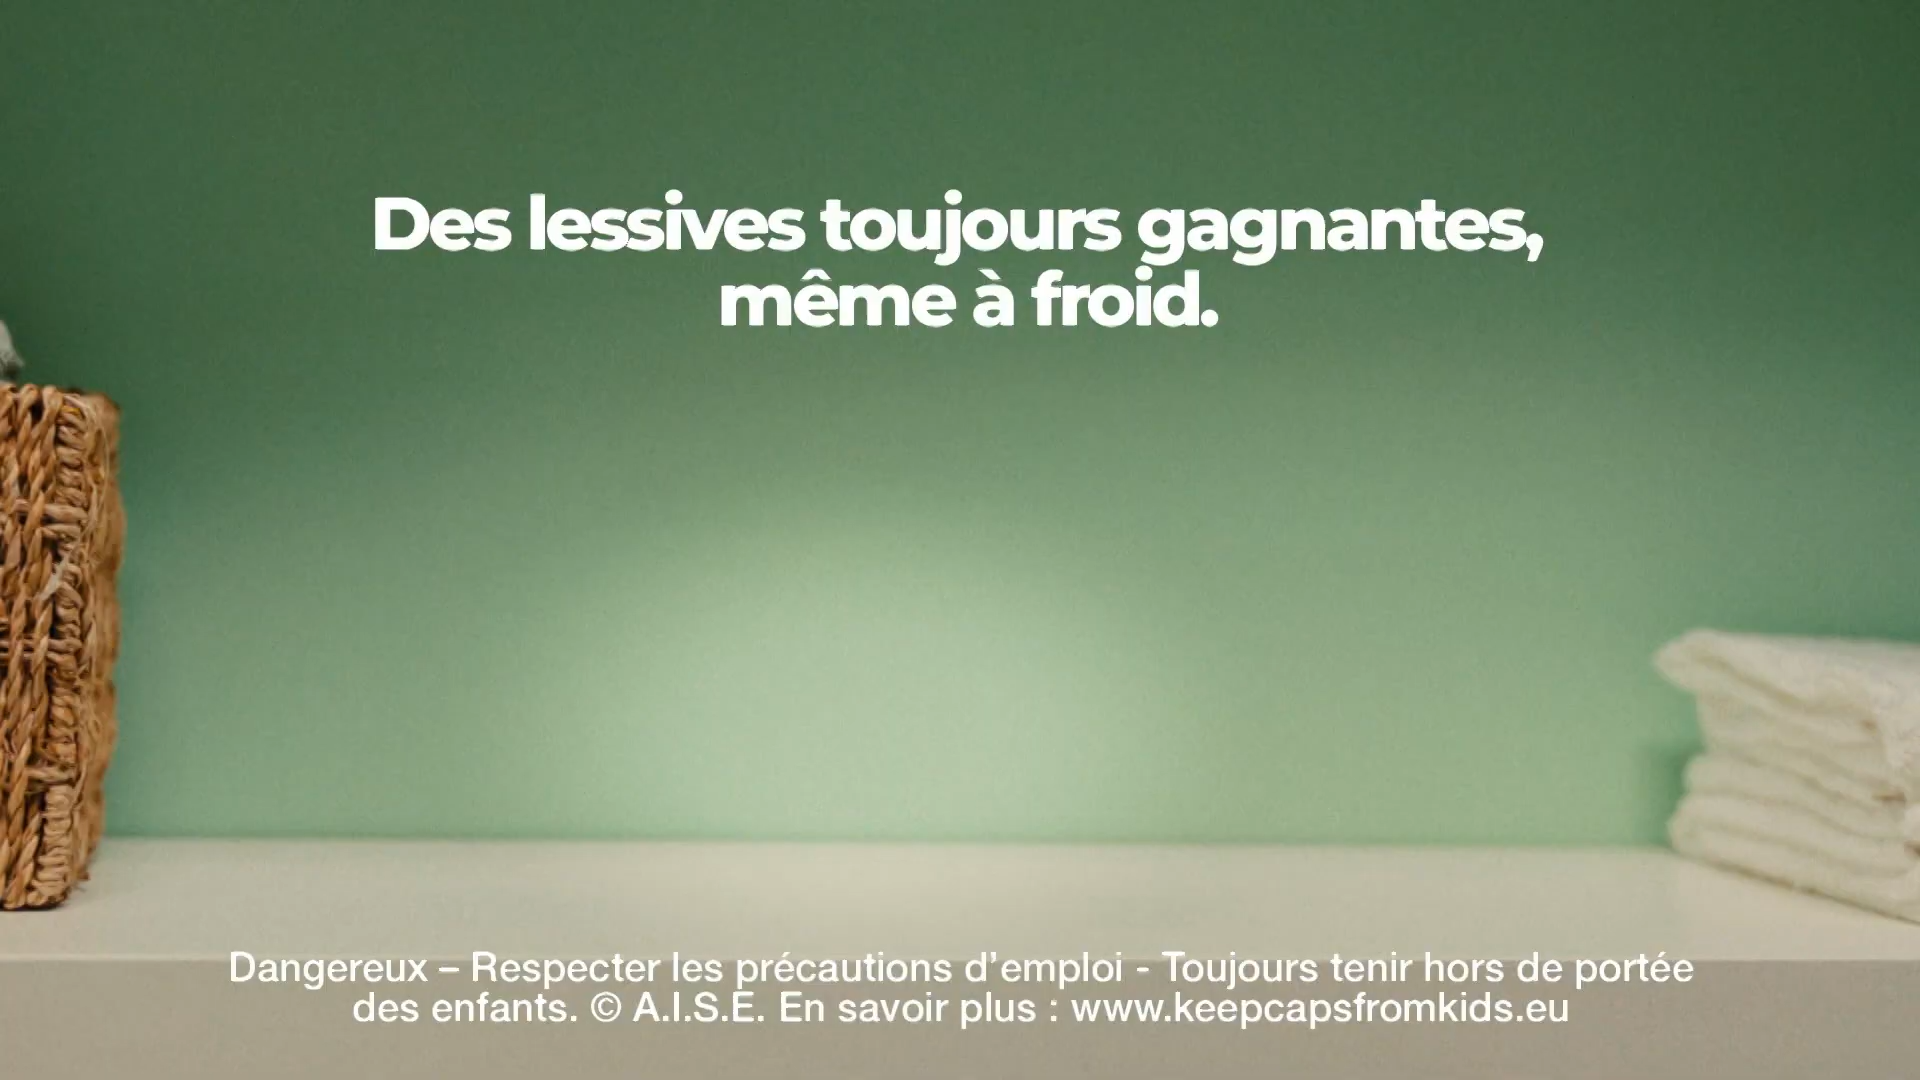 Des lessives toujours gagnantes,
même à froid.
Dangereux – Respecter les précautions d’emploi - Toujours tenir hors de portée
des enfants. © A.I.S.E. En savoir plus : www.keepcapsfromkids.eu